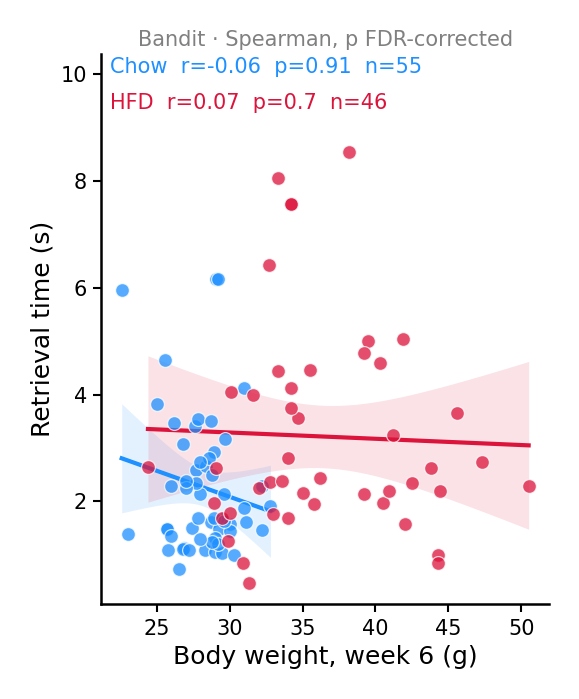 Bandit · Spearman, p FDR-corrected
Chow r=-0.06 p=0.91 n=55
HFD r=0.07 p=0.7 n=46
Retrieval time (s)
10
8
6
4
2
25 30 35 40 45 50
Body weight, week 6 (g)